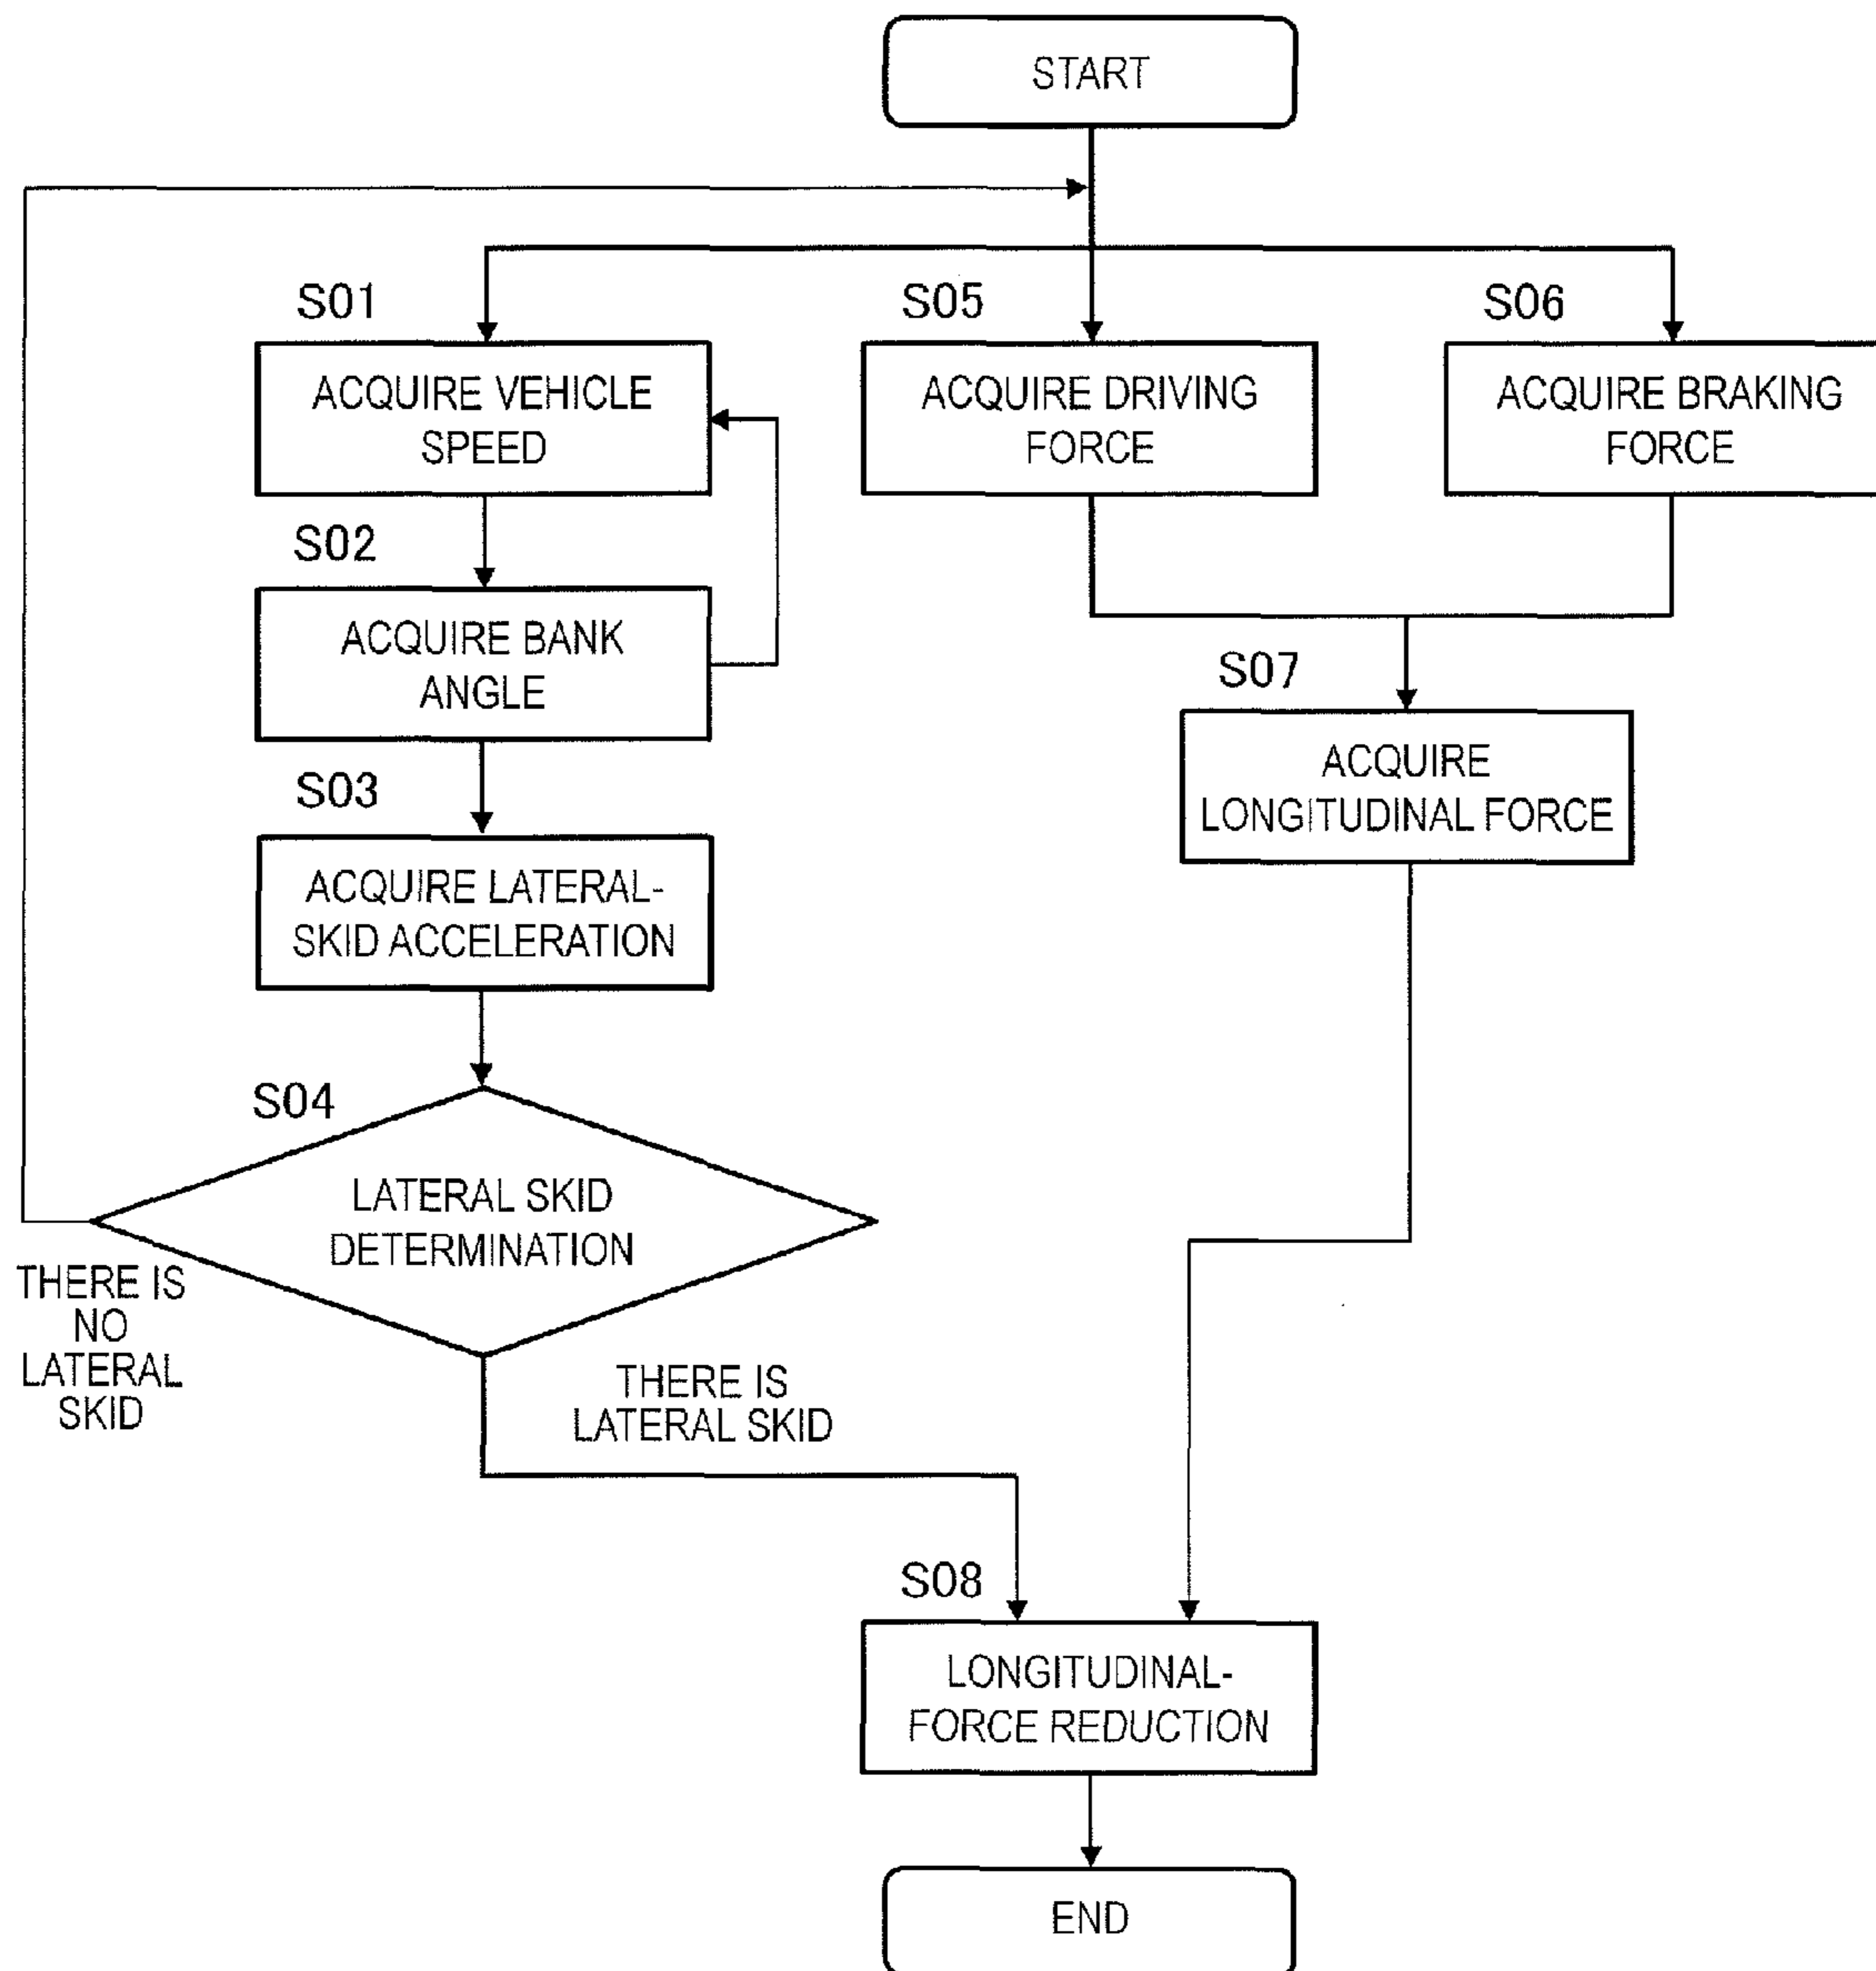 START
S01
ACQUIRE VEHICLE
SPEED
S05
ACQUIRE DRIVING
FORCE
S06
ACQUIRE BRAKING
FORCE
S02
ACQUIRE BANK
ANGLE
S07
ACQUIRE
LONGITUDINAL FORCE
S03
ACQUIRE LATERAL-
SKID ACCELERATION
S04
LATERAL SKID
DETERMINATION
THERE IS
NO
LATERAL
SKID
THERE IS
LATERAL SKID
S08
LONGITUDINAL-
FORCE REDUCTION
END